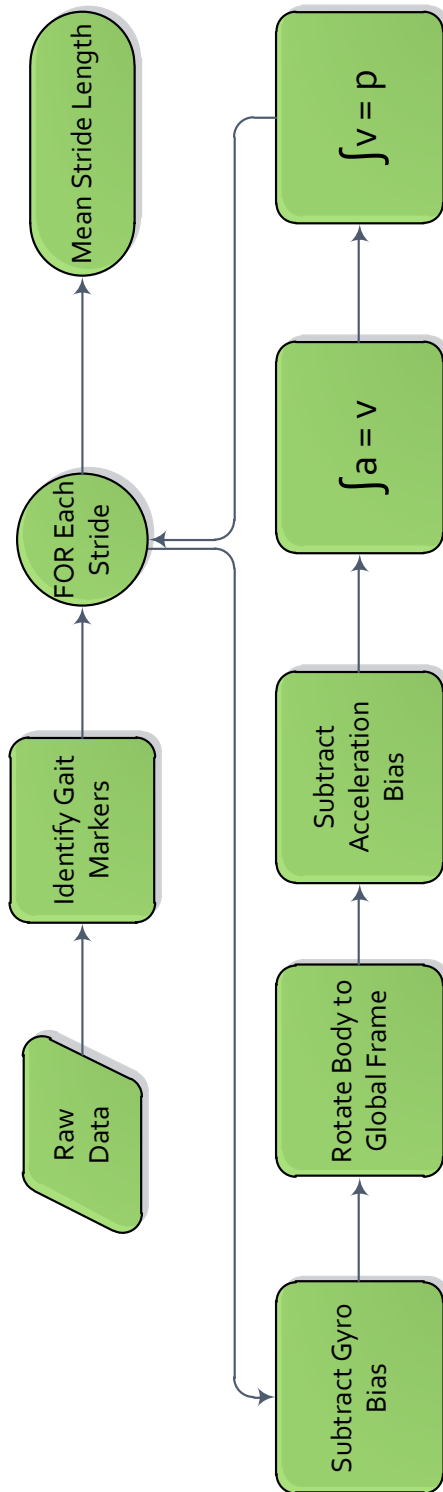 Raw
Data
Identify Gait
Markers
FOR Each
Stride
Mean Stride Length
Subtract Gyro
Bias
Rotate Body to
Global Frame
Subtract
Acceleration
Bias
∫a = v
∫v = p